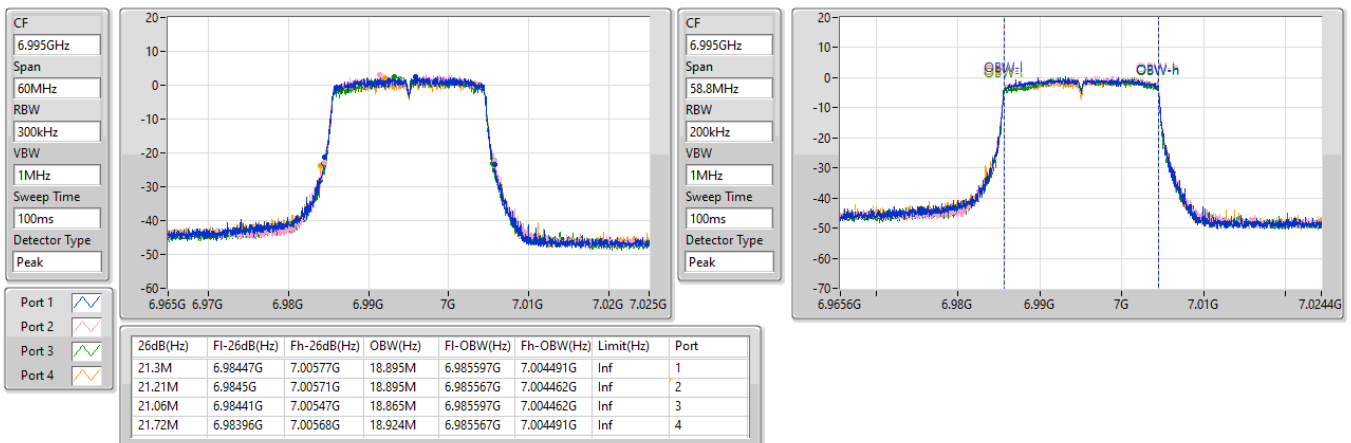 CF
6.995GHz
Span
60MHz
RBW
300kHz
VBW
1MHz
Sweep Time
100ms
Detector Type
Peak
20
10
0
-10
-20
-30
-40
-50
-60
6.965G 6.97G 6.98G 6.99G 7G 7.01G 7.02G 7.025G
CF
6.995GHz
Span
58.8MHz
RBW
200kHz
VBW
1MHz
Sweep Time
100ms
Detector Type
Peak
20
10
0
-10
-20
-30
-40
-50
-60
-70
OBW-l OBW-h
6.9656G 6.98G 6.99G 7G 7.01G 7.0244G
Port 1
Port 2
Port 3
Port 4
26dB(Hz) Fl-26dB(Hz) Fh-26dB(Hz) OBW(Hz) Fl-OBW(Hz) Fh-OBW(Hz) Limit(Hz) Port
21.3M 6.98447G 7.00577G 18.895M 6.985597G 7.004491G Inf 1
21.21M 6.9845G 7.00571G 18.895M 6.985567G 7.004462G Inf 2
21.06M 6.98441G 7.00547G 18.865M 6.985597G 7.004462G Inf 3
21.72M 6.98396G 7.00568G 18.924M 6.985567G 7.004491G Inf 4